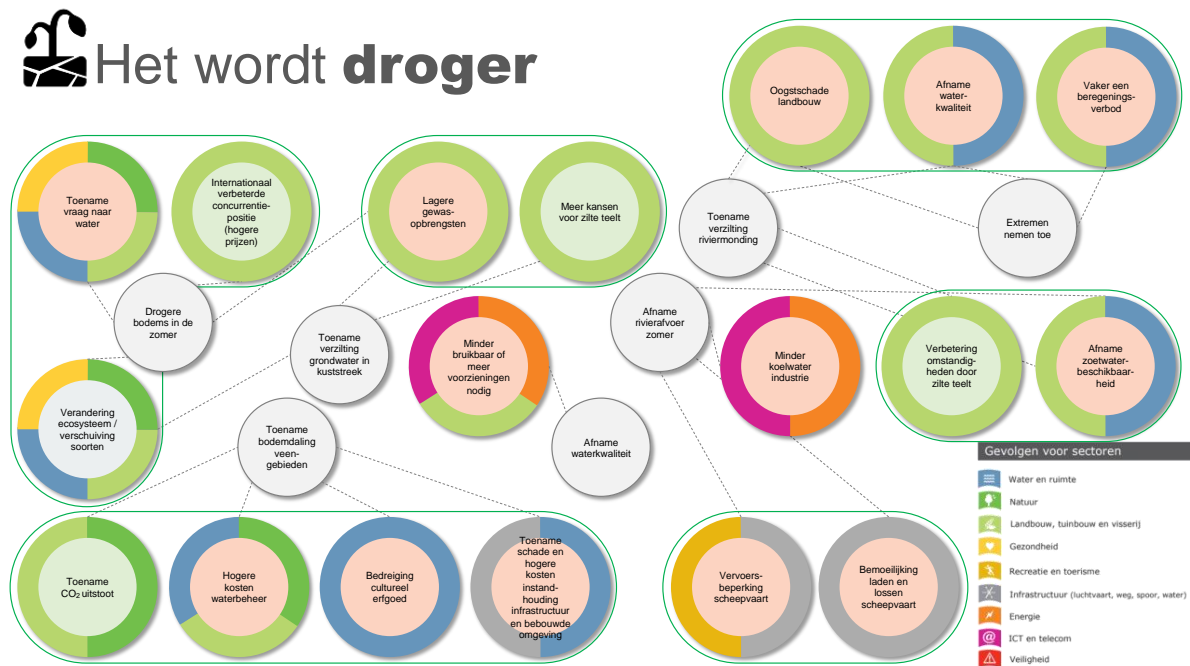 Het wordt droger
Oogstschade
landbouw
Afname
water-
kwaliteit
Vaker een
beregenings-
verbod
Toename
vraag naar
water
Internationaal
verbeterde
concurrentie-
positie
(hogere
prijzen)
Lagere
gewas-
opbrengsten
Meer kansen
voor zilte teelt
Toename
verzilting
riviermonding
Extremen
nemen toe
Drogere
bodems in de
zomer
Toename
verzilting
grondwater in
kuststreek
Minder
bruikbaar of
meer
voorzieningen
nodig
Afname
rivierafvoer
zomer
Minder
koelwater
industrie
Verbetering
omstandig-
heden door
zilte teelt
Afname
zoetwater-
beschikbaar-
heid
Verandering
ecosysteem /
verschuiving
soorten
Toename
bodemdaling
veen-
gebieden
Afname
waterkwaliteit
Toename
CO₂ uitstoot
Hogere
kosten
waterbeheer
Bedreiging
cultureel
erfgoed
Toename
schade en
hogere
kosten
instand-
houding
infrastructuur
en bebouwde
omgeving
Vervoers-
beperking
scheepvaart
Bemoeilijking
laden en
lossen
scheepvaart
Gevolgen voor sectoren
Water en ruimte
Natuur
Landbouw, tuinbouw en visserij
Gezondheid
Recreatie en toerisme
Infrastructuur (luchtvaart, weg, spoor, water)
Energie
ICT en telecom
Veiligheid